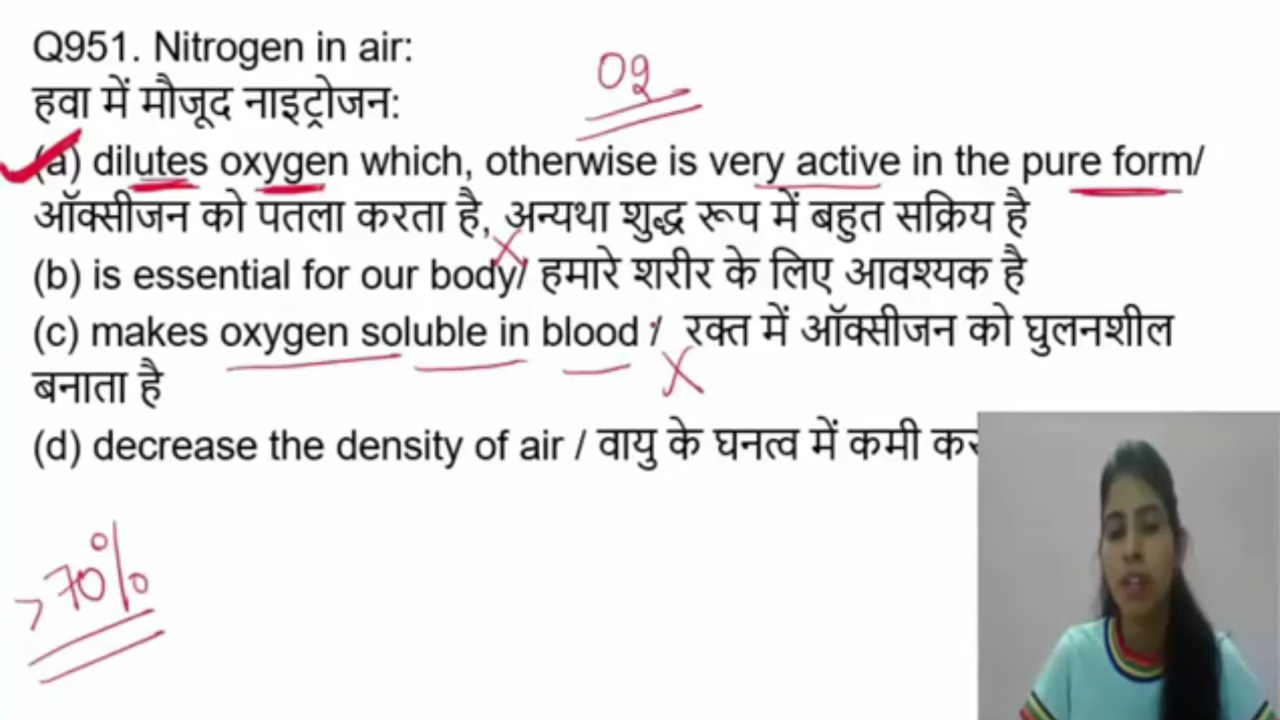 Q951. Nitrogen in air:
O2
हवा में मौजूद नाइट्रोजन:
(a) dilutes oxygen which, otherwise is very active in the pure form/
ऑक्सीजन को पतला करता है, अन्यथा शुद्ध रूप में बहुत सक्रिय है
(b) is essential for our body/ हमारे शरीर के लिए आवश्यक है
(c) makes oxygen soluble in blood / रक्त में ऑक्सीजन को घुलनशील
बनाता है
(d) decrease the density of air / वायु के घनत्व में कमी
>70%